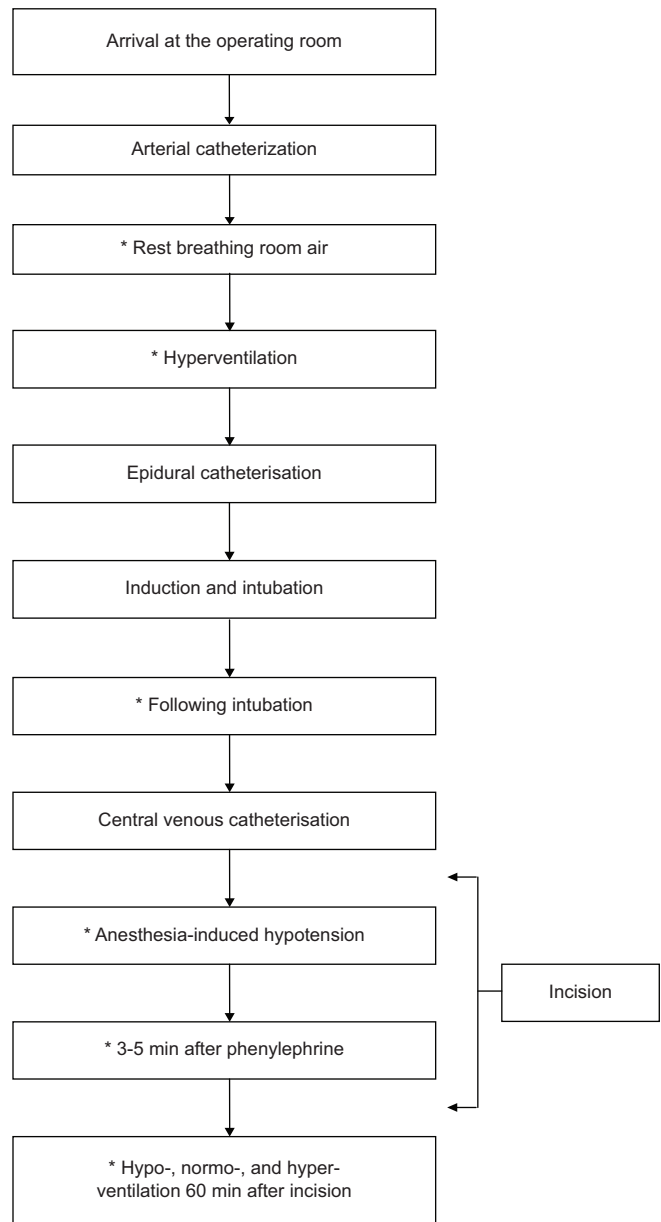 Arrival at the operating room
Arterial catheterization
* Rest breathing room air
* Hyperventilation
Epidural catheterisation
Induction and intubation
* Following intubation
Central venous catheterisation
* Anesthesia-induced hypotension
Incision
* 3-5 min after phenylephrine
* Hypo-, normo-, and hyper-
ventilation 60 min after incision